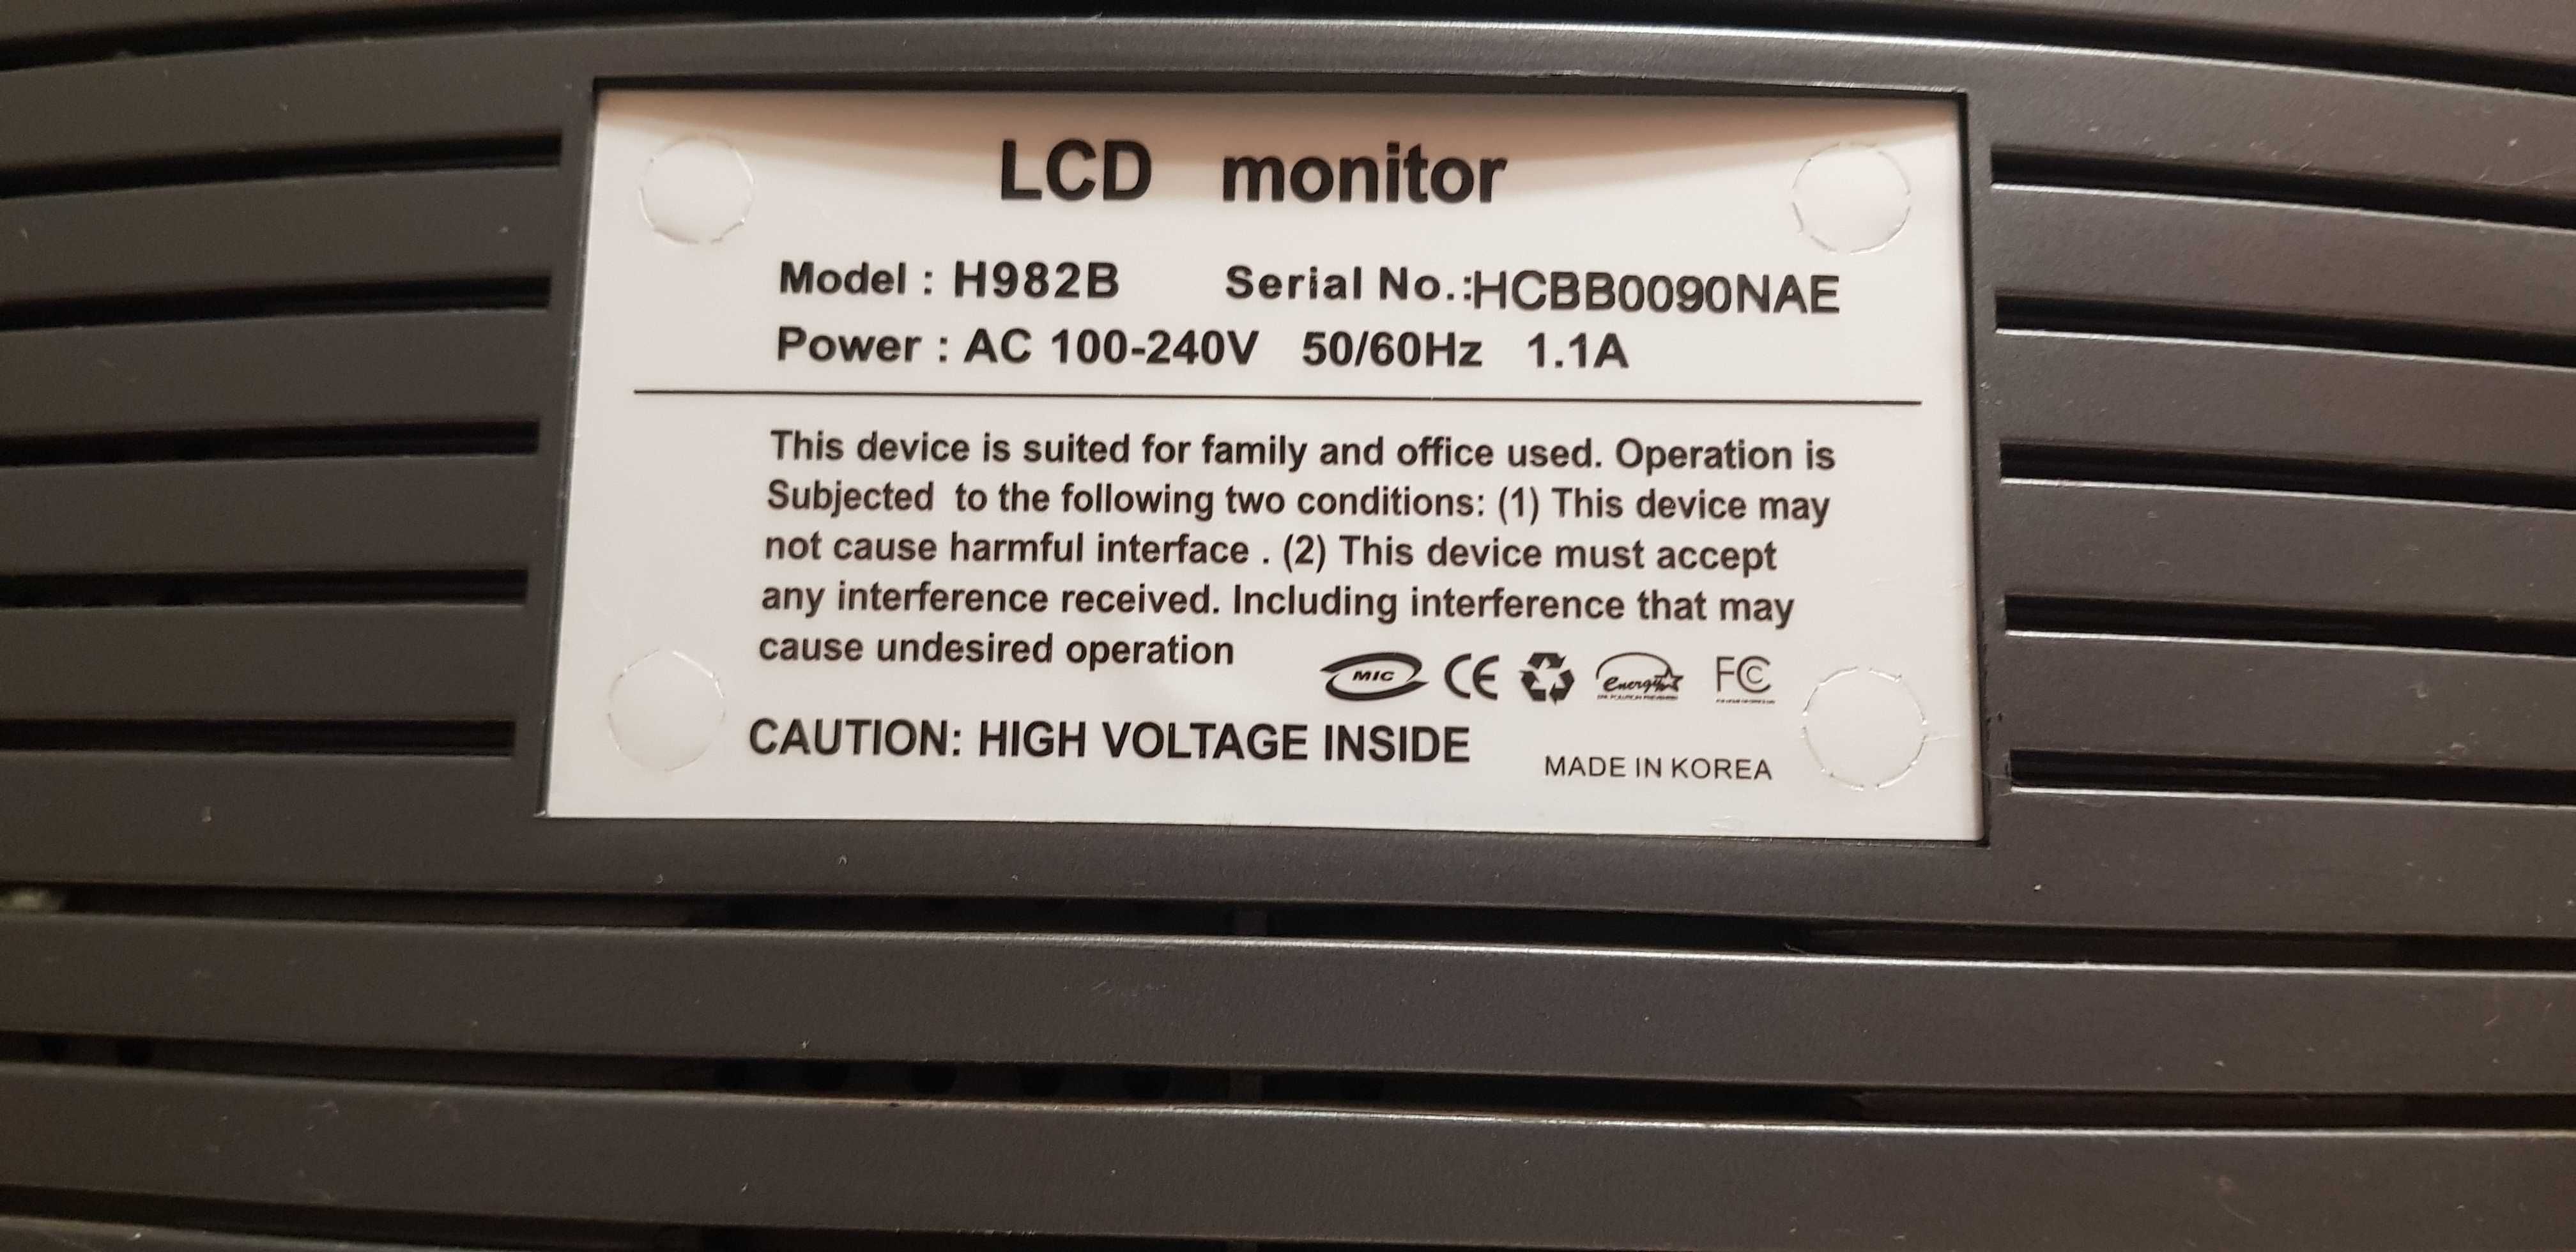 LCD monitor
Model : H982B Serial No.:HCBB0090NAE
Power : AC 100-240V 50/60Hz 1.1A
This device is suited for family and office used. Operation is
Subjected to the following two conditions: (1) This device may
not cause harmful interface . (2) This device must accept
any interference received. Including interference that may
cause undesired operation
MIC CE energy FC
CAUTION: HIGH VOLTAGE INSIDE
MADE IN KOREA